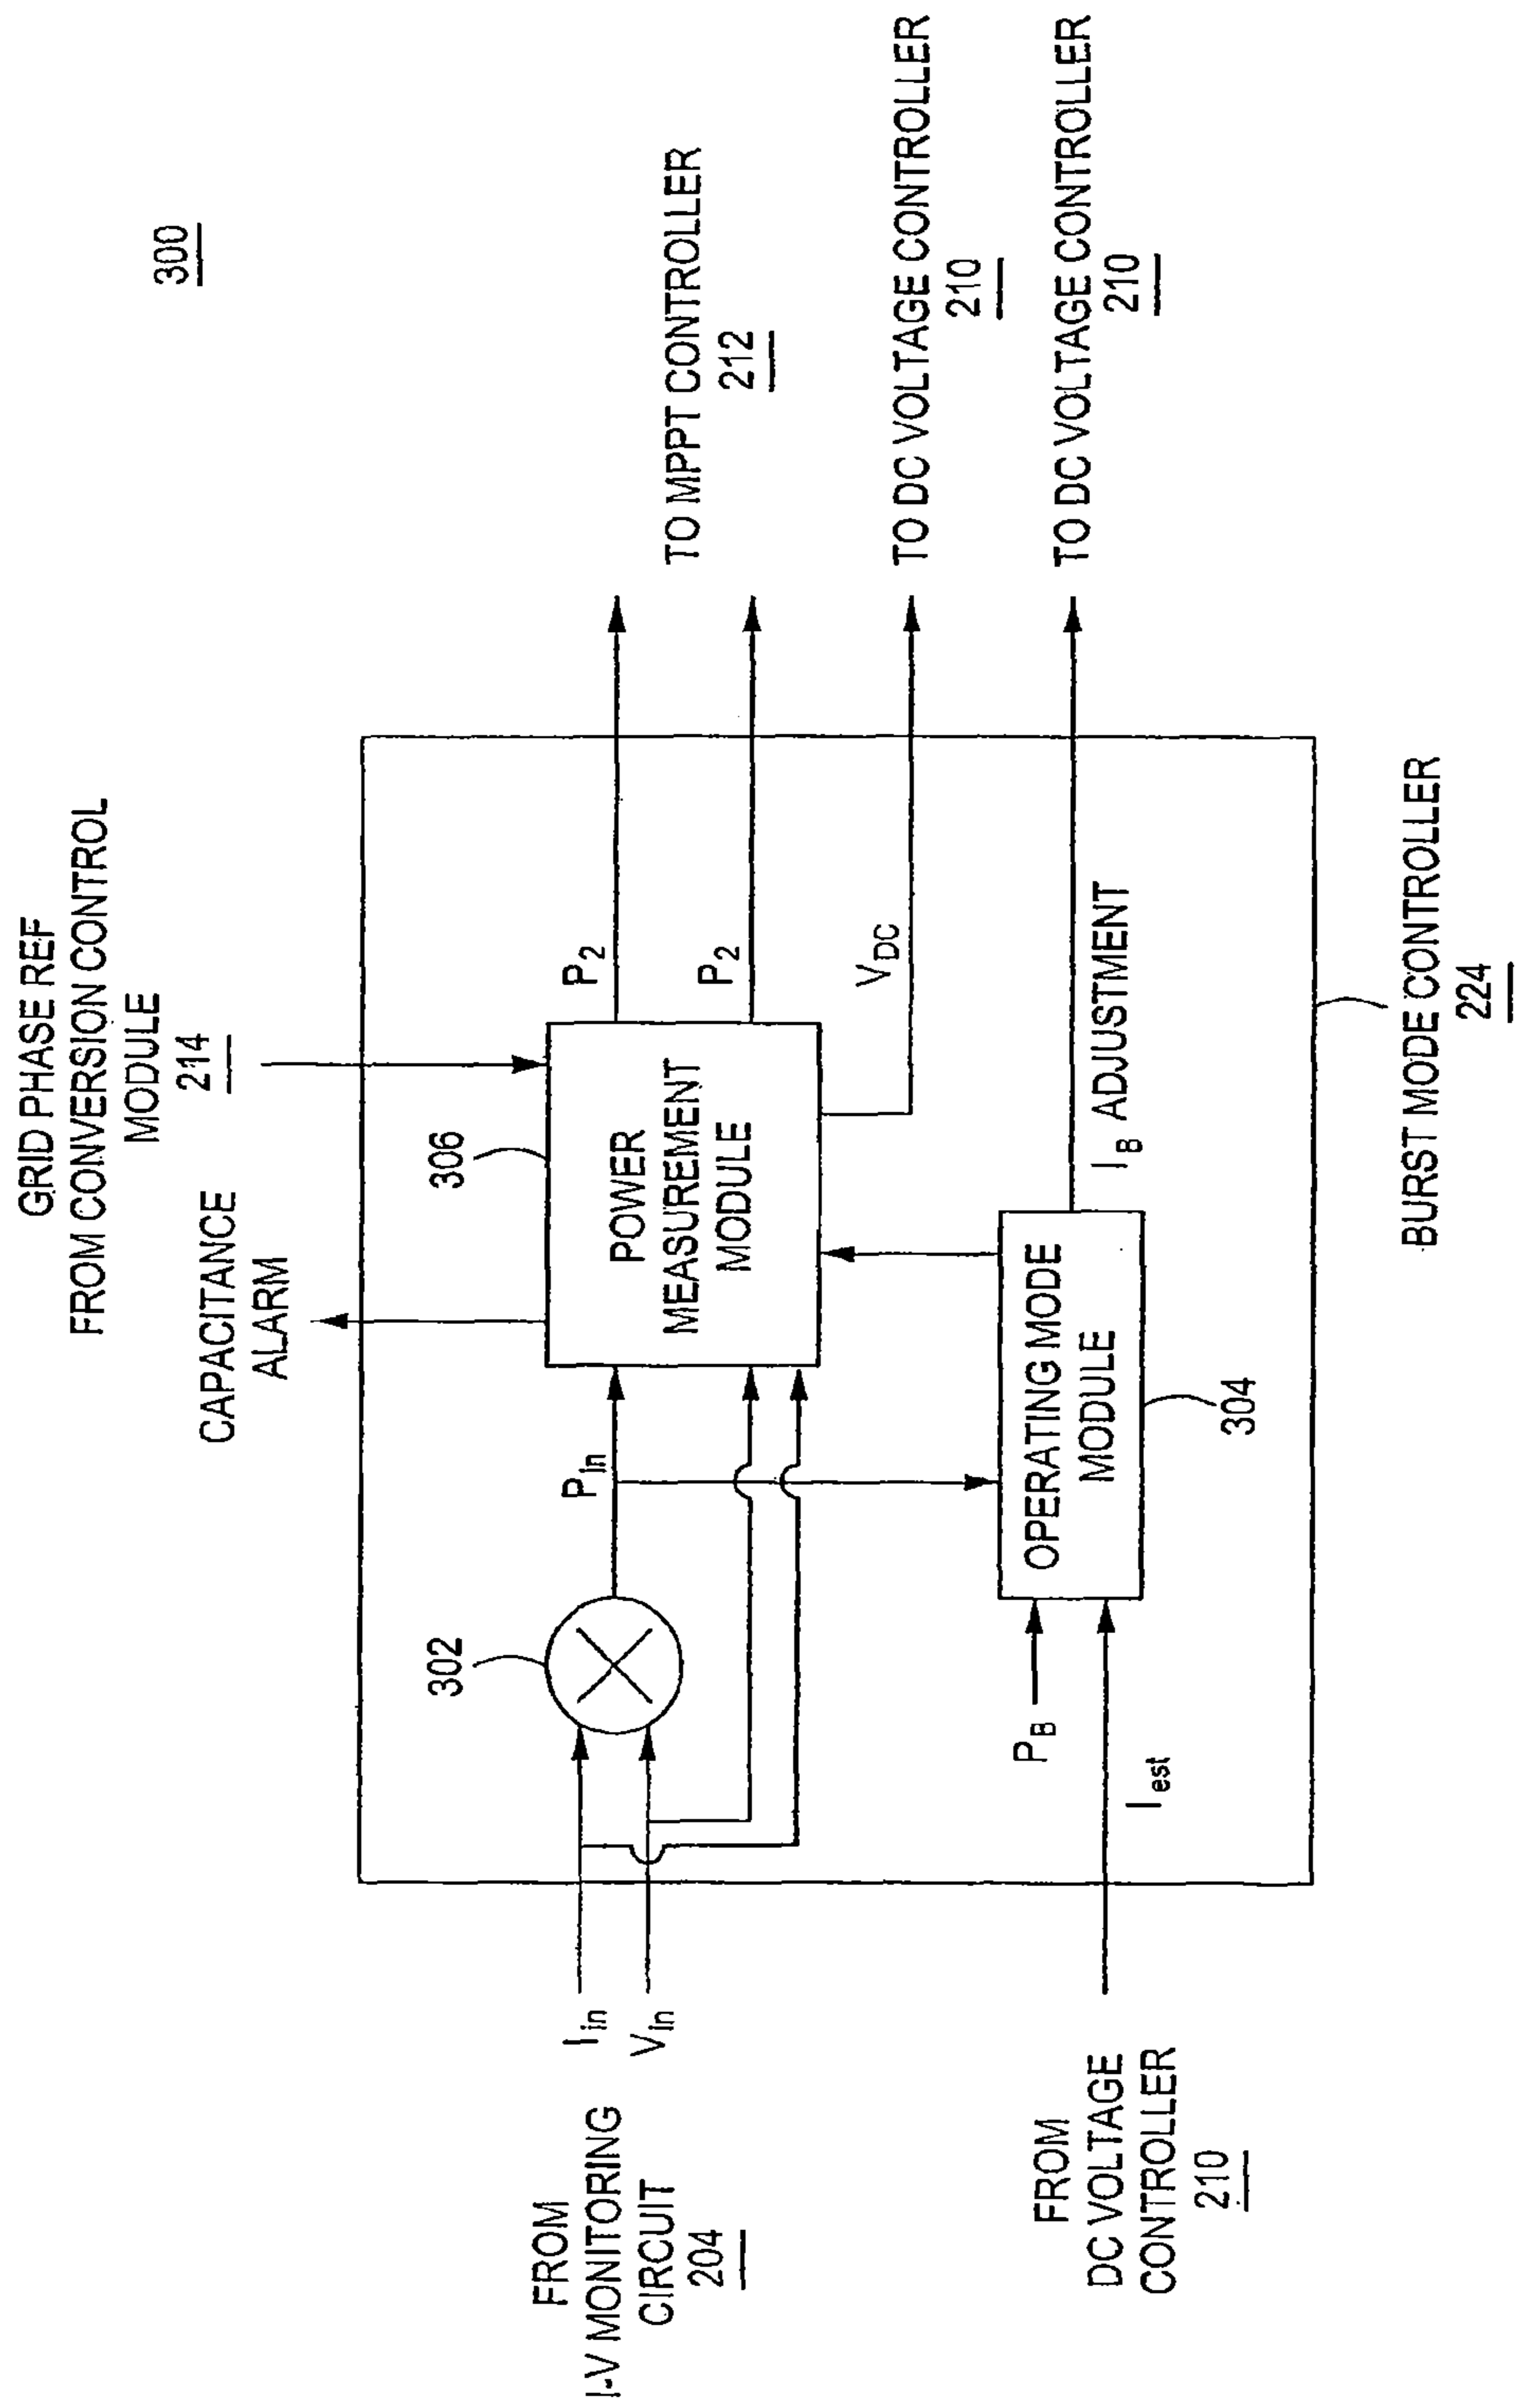 300
GRID PHASE REF
FROM CONVERSION CONTROL
MODULE
214
CAPACITANCE
ALARM
306
302
FROM
I-V MONITORING
CIRCUIT
204
Iin
Vin
Pin
POWER
MEASUREMENT
MODULE
P2
P2
VDC
TO MPPT CONTROLLER
212
TO DC VOLTAGE CONTROLLER
210
TO DC VOLTAGE CONTROLLER
210
FROM
DC VOLTAGE
CONTROLLER
210
PB
Iest
OPERATING MODE
MODULE
304
IB ADJUSTMENT
BURST MODE CONTROLLER
224